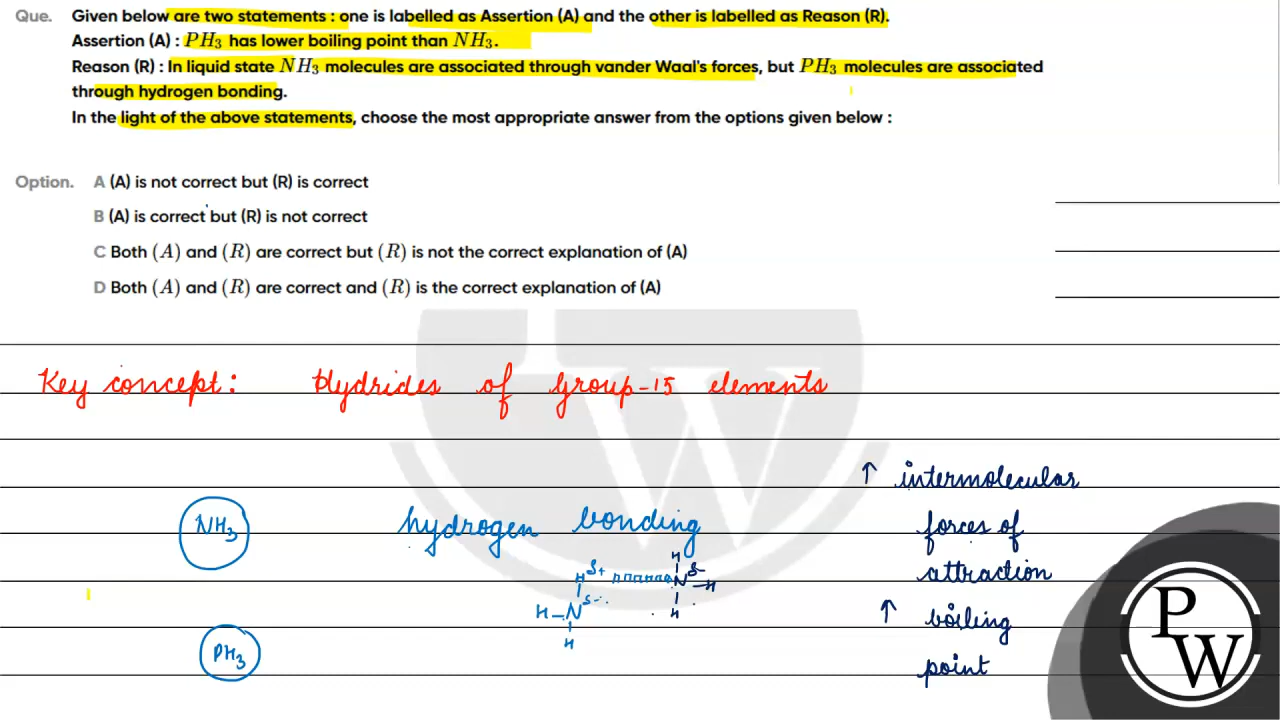 Que. Given below are two statements : one is labelled as Assertion (A) and the other is labelled as Reason (R).
Assertion (A) : PH₃ has lower boiling point than NH₃.
Reason (R) : In liquid state NH₃ molecules are associated through vander Waal's forces, but PH₃ molecules are associated
through hydrogen bonding.
In the light of the above statements, choose the most appropriate answer from the options given below :
Option. A (A) is not correct but (R) is correct
B (A) is correct but (R) is not correct
C Both (A) and (R) are correct but (R) is not the correct explanation of (A)
D Both (A) and (R) are correct and (R) is the correct explanation of (A)
Key concept : Hydrides of group-15 elements
↑ intermolecular
NH₃ hydrogen bonding forces of
attraction
H δ+ H N δ- H H
H-N δ- H
↑ boiling
point
PH₃
P
W